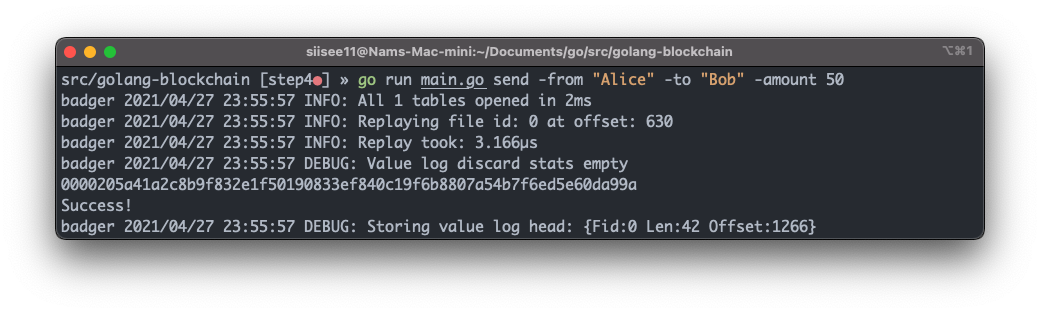 siisee11@Nams-Mac-mini:~/Documents/go/src/golang-blockchain
⌥⌘1
src/golang-blockchain [step4●] » go run main.go send -from "Alice" -to "Bob" -amount 50
badger 2021/04/27 23:55:57 INFO: All 1 tables opened in 2ms
badger 2021/04/27 23:55:57 INFO: Replaying file id: 0 at offset: 630
badger 2021/04/27 23:55:57 INFO: Replay took: 3.166µs
badger 2021/04/27 23:55:57 DEBUG: Value log discard stats empty
0000205a41a2c8b9f832e1f50190833ef840c19f6b8807a54b7f6ed5e60da99a
Success!
badger 2021/04/27 23:55:57 DEBUG: Storing value log head: {Fid:0 Len:42 Offset:1266}